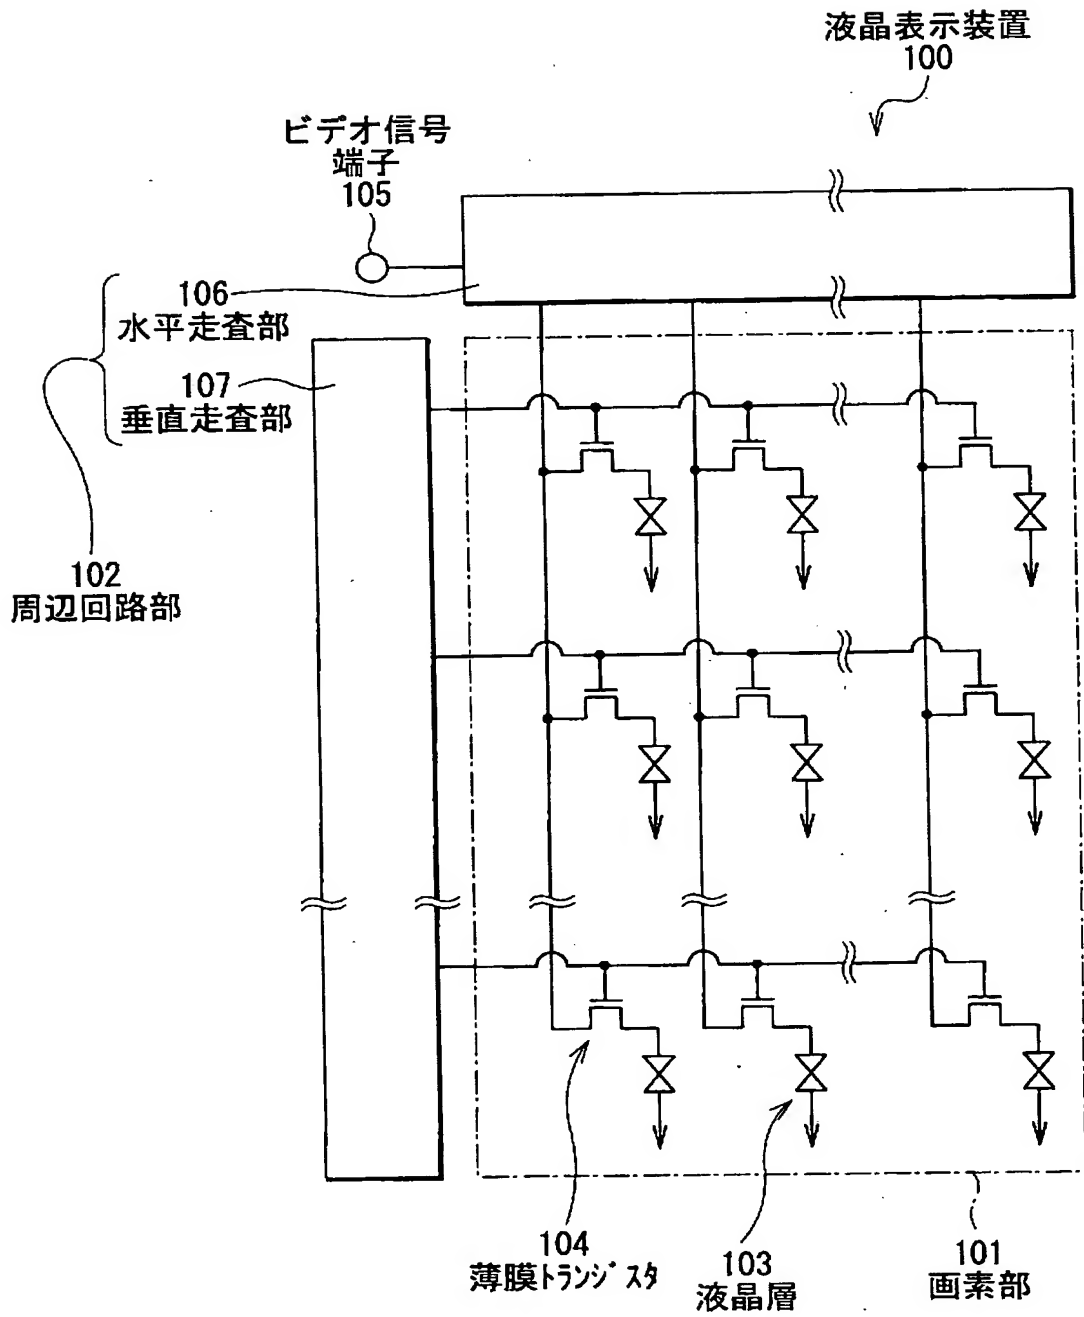 液晶表示装置
100
ビデオ信号
端子
105
106
水平走査部
107
垂直走査部
102
周辺回路部
104
薄膜トランジスタ
103
液晶層
101
画素部